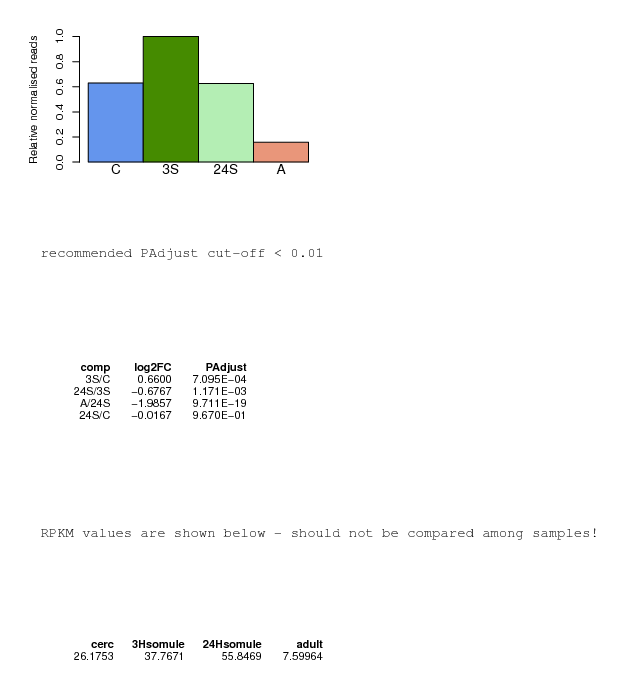 Relative normalised reads
1.0
0.8
0.6
0.4
0.2
0.0
C 3S 24S A
recommended PAdjust cut-off < 0.01
comp log2FC PAdjust
3S/C 0.6600 7.095E-04
24S/3S -0.6767 1.171E-03
A/24S -1.9857 9.711E-19
24S/C -0.0167 9.670E-01
RPKM values are shown below - should not be compared among samples!
cerc 3Hsomule 24Hsomule adult
26.1753 37.7671 55.8469 7.59964